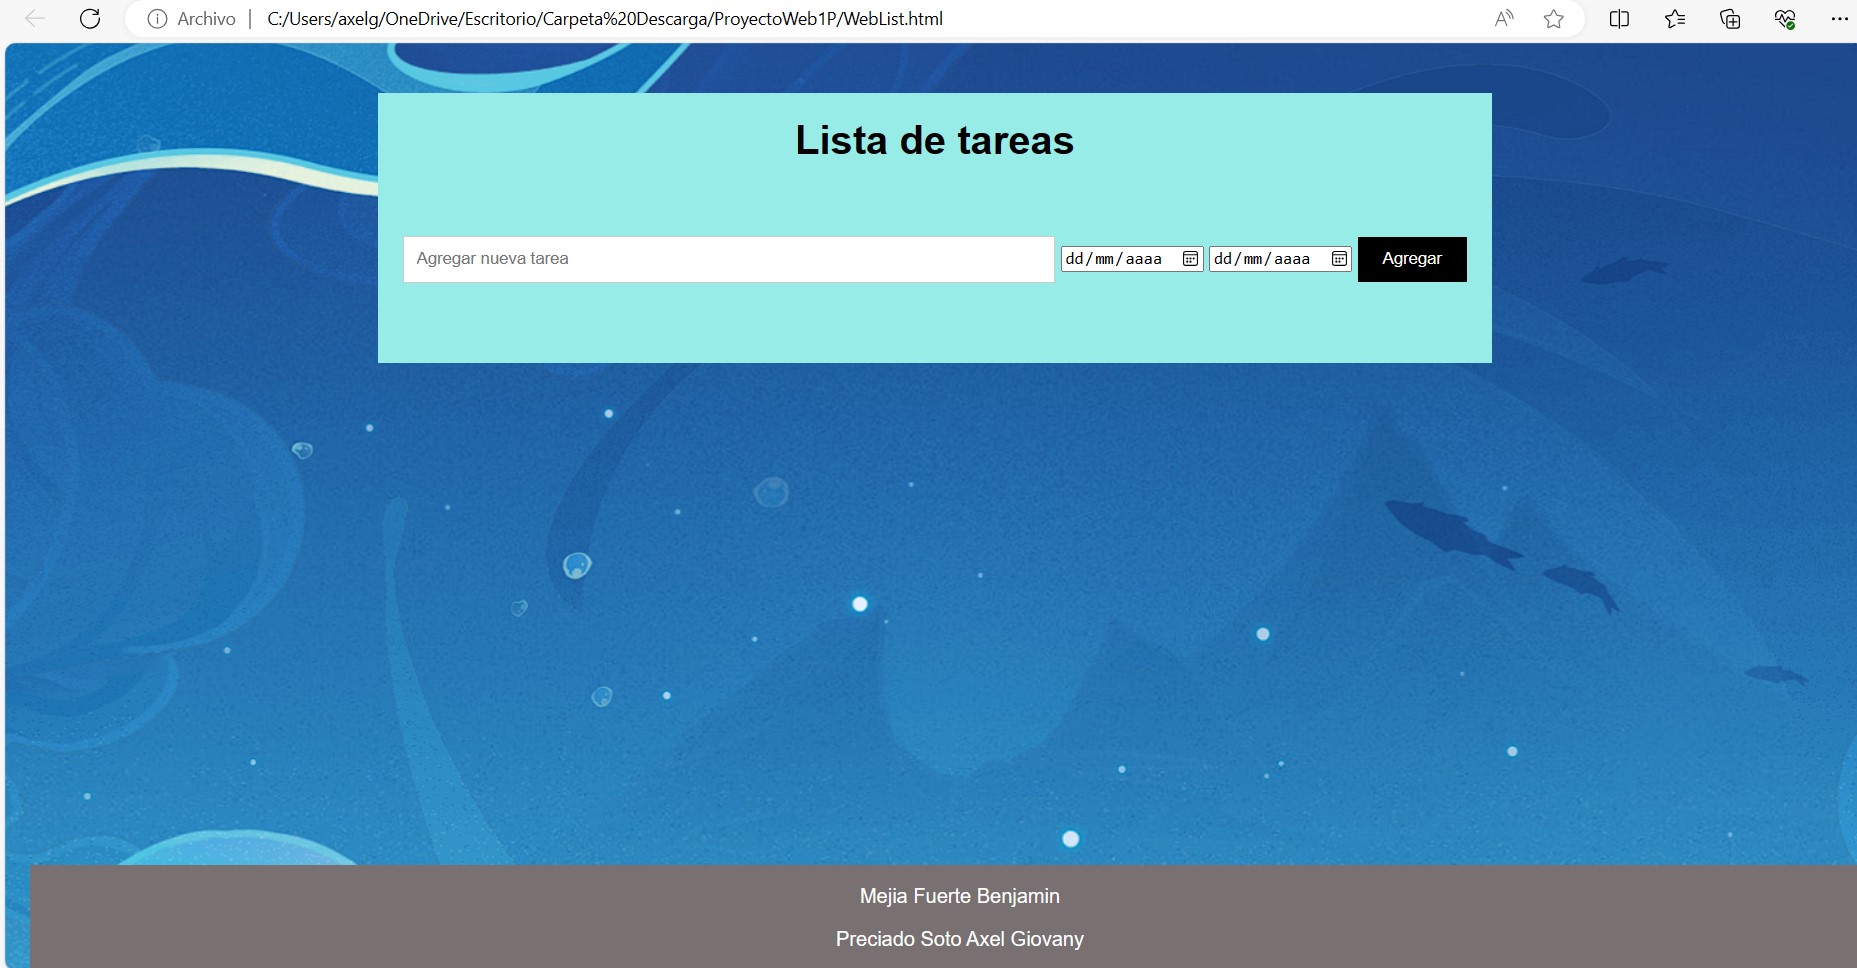 Archivo | C:/Users/axelg/OneDrive/Escritorio/Carpeta%20Descarga/ProyectoWeb1P/WebList.html
Lista de tareas
Agregar nueva tarea dd/mm/aaaa dd/mm/aaaa Agregar
Mejia Fuerte Benjamin
Preciado Soto Axel Giovany